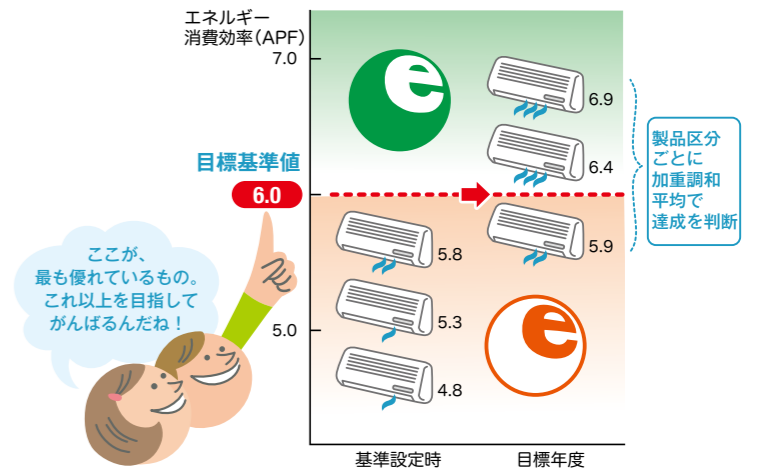 エネルギー
消費効率(APF)
7.0
目標基準値
6.0
5.0
ここが、
最も優れているもの。
これ以上を目指して
がんばるんだね！
e
6.9
6.4
5.9
5.8
5.3
4.8
e
製品区分
ごとに
加重調和
平均で
達成を判断
基準設定時
目標年度